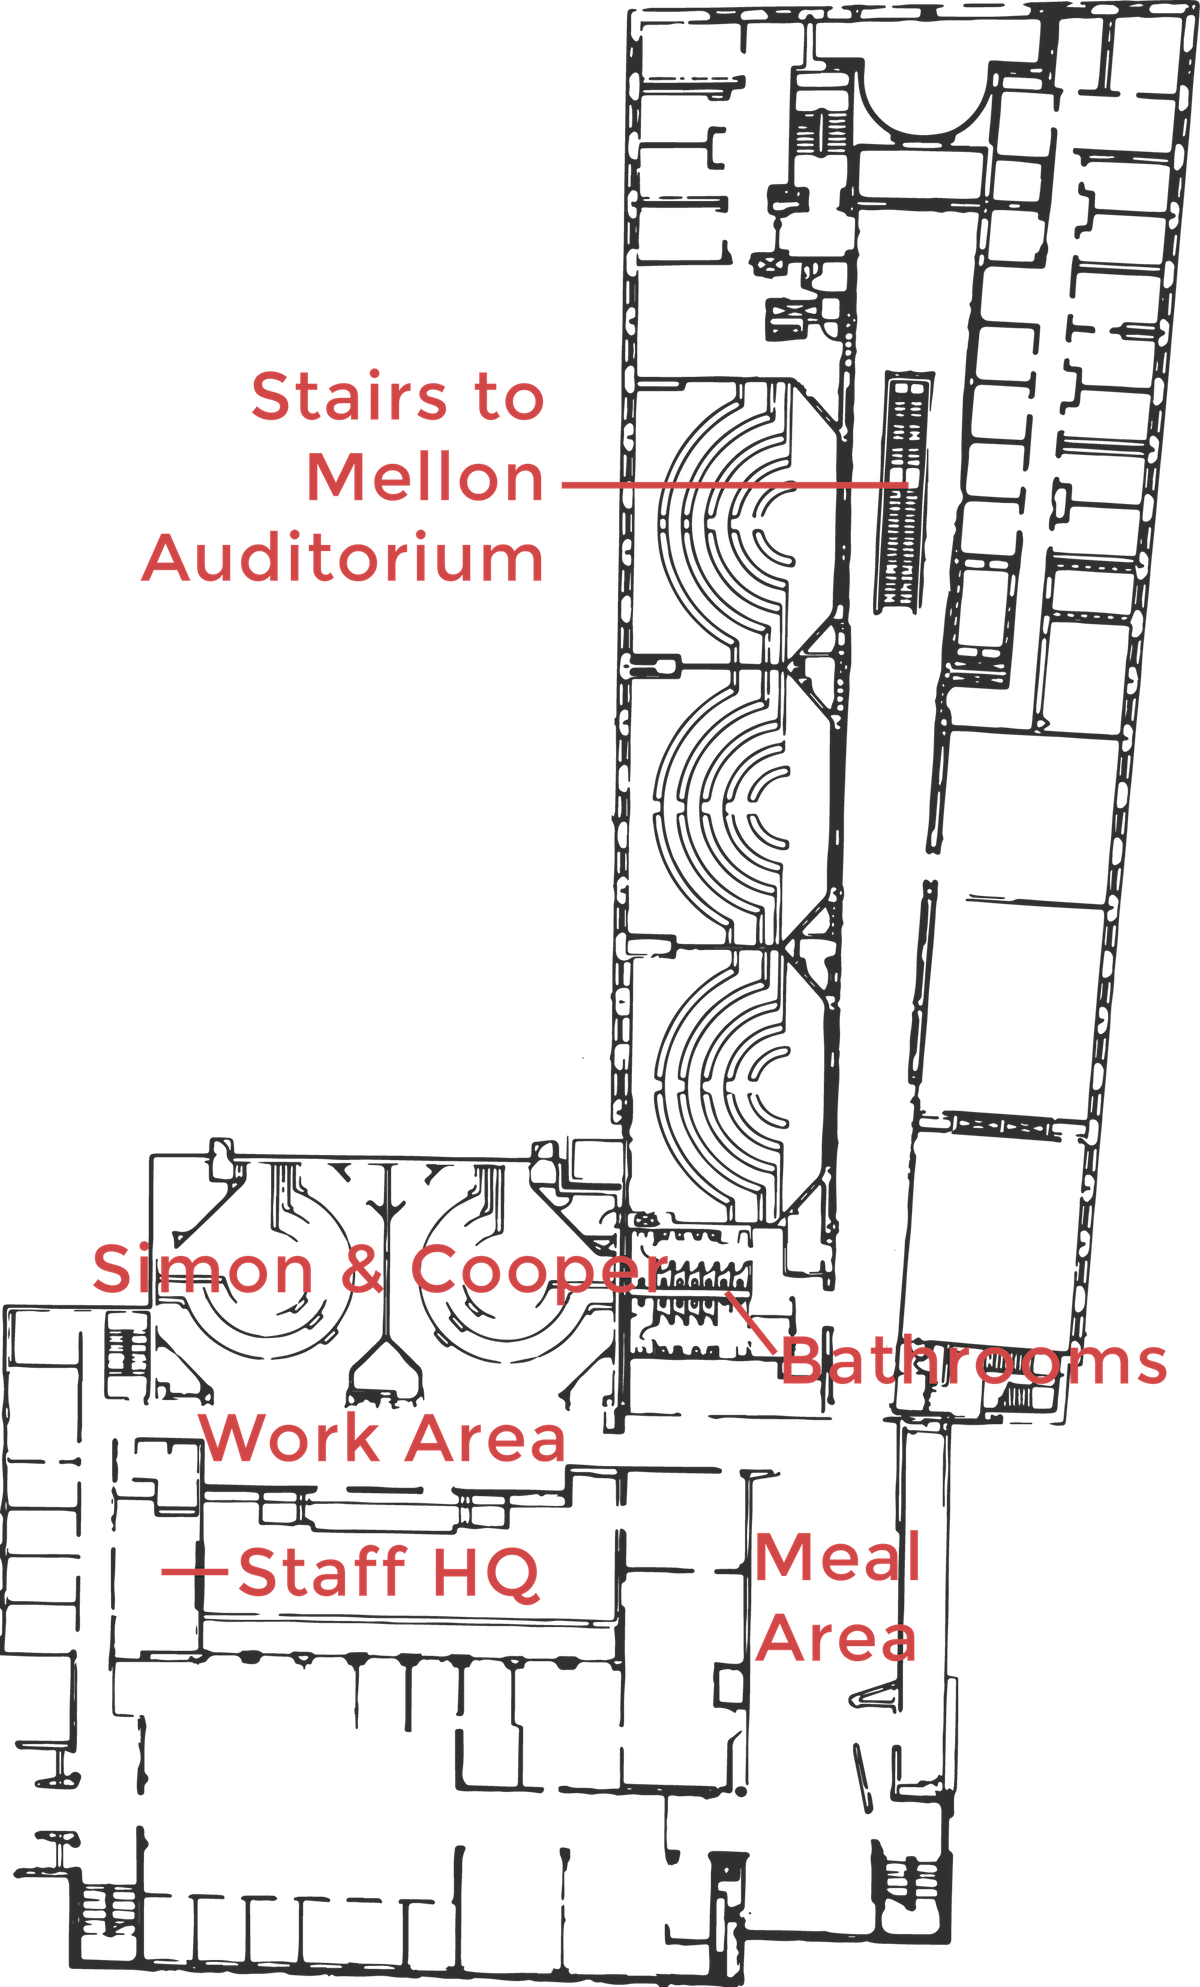 Stairs to
Mellon
Auditorium
Simon & Cooper
Bathrooms
Work Area
Meal
Area
Staff HQ